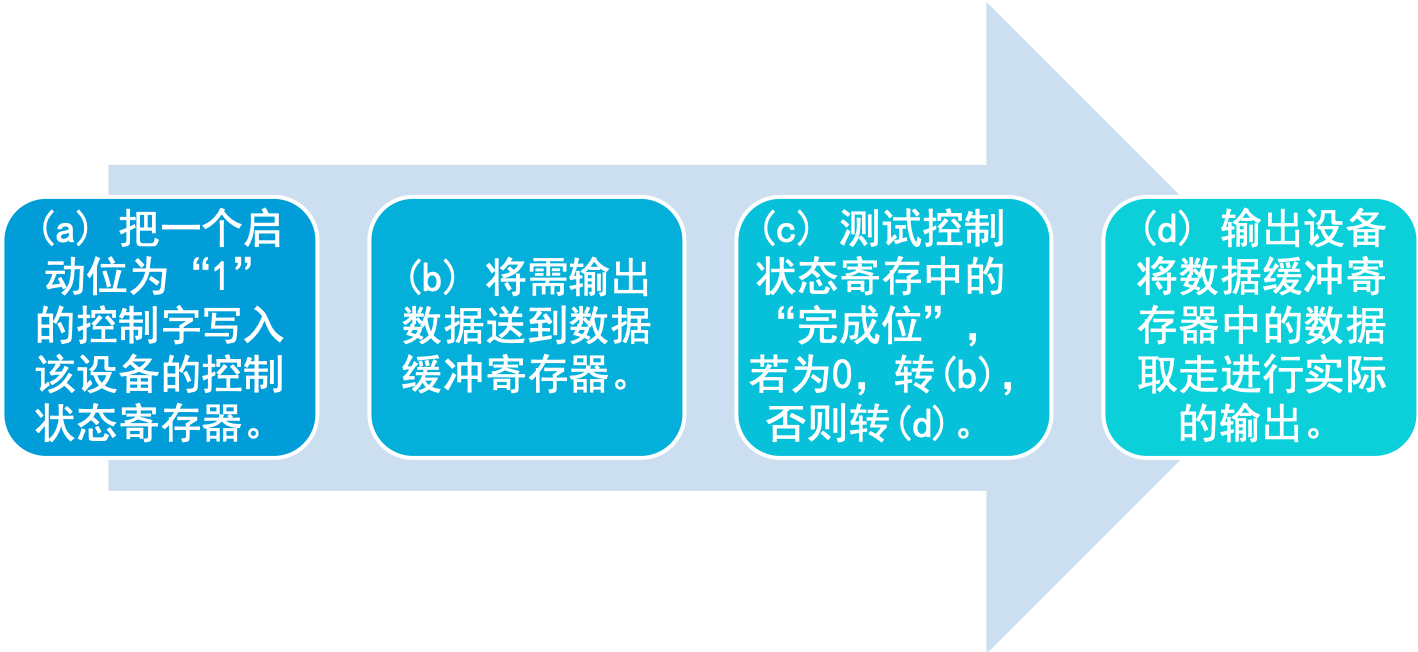 (a) 把一个启
动位为“1”
的控制字写入
该设备的控制
状态寄存器。
(b) 将需输出
数据送到数据
缓冲寄存器。
(c) 测试控制
状态寄存中的
“完成位”，
若为0，转(b)，
否则转(d)。
(d) 输出设备
将数据缓冲寄
存器中的数据
取走进行实际
的输出。